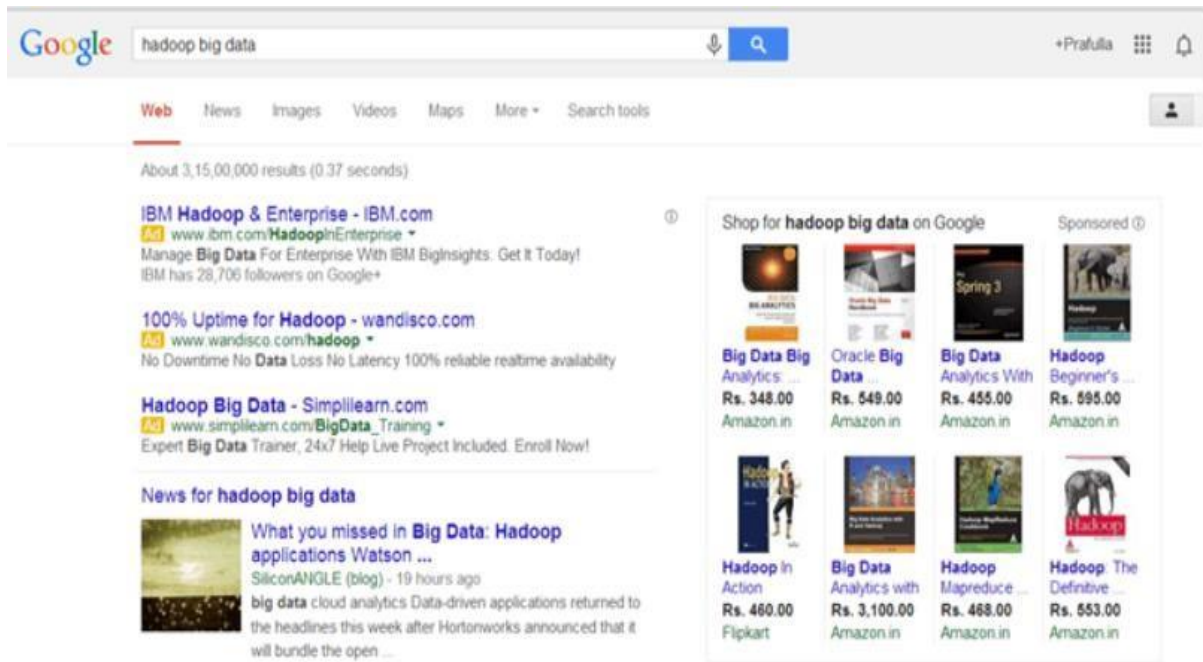 Google
hadoop big data
+Prafulla
Web News Images Videos Maps More Search tools
About 3,15,00,000 results (0.37 seconds)
IBM Hadoop & Enterprise - IBM.com
Ad www.ibm.com/HadoopInEnterprise
Manage Big Data For Enterprise With IBM BigInsights. Get It Today!
IBM has 28,706 followers on Google+
100% Uptime for Hadoop - wandisco.com
Ad www.wandisco.com/hadoop
No Downtime No Data Loss No Latency 100% reliable realtime availability
Hadoop Big Data - Simplilearn.com
Ad www.simplilearn.com/BigData_Training
Expert Big Data Trainer, 24x7 Help Live Project Included. Enroll Now!
News for hadoop big data
What you missed in Big Data: Hadoop
applications Watson ...
SiliconANGLE (blog) - 19 hours ago
big data cloud analytics Data-driven applications returned to
the headlines this week after Hortonworks announced that it
will bundle the open ...
Shop for hadoop big data on Google Sponsored
Spring 3
Hadoop
Big Data Big Oracle Big Big Data Hadoop
Analytics: ... Data ... Analytics With Beginner's ...
Rs. 348.00 Rs. 549.00 Rs. 455.00 Rs. 595.00
Amazon.in Amazon.in Amazon.in Amazon.in
Hadoop
Hadoop
Hadoop In Big Data Hadoop Hadoop: The
Action Analytics with Mapreduce ... Definitive ...
Rs. 460.00 Rs. 3,100.00 Rs. 468.00 Rs. 553.00
Flipkart Amazon.in Amazon.in Amazon.in